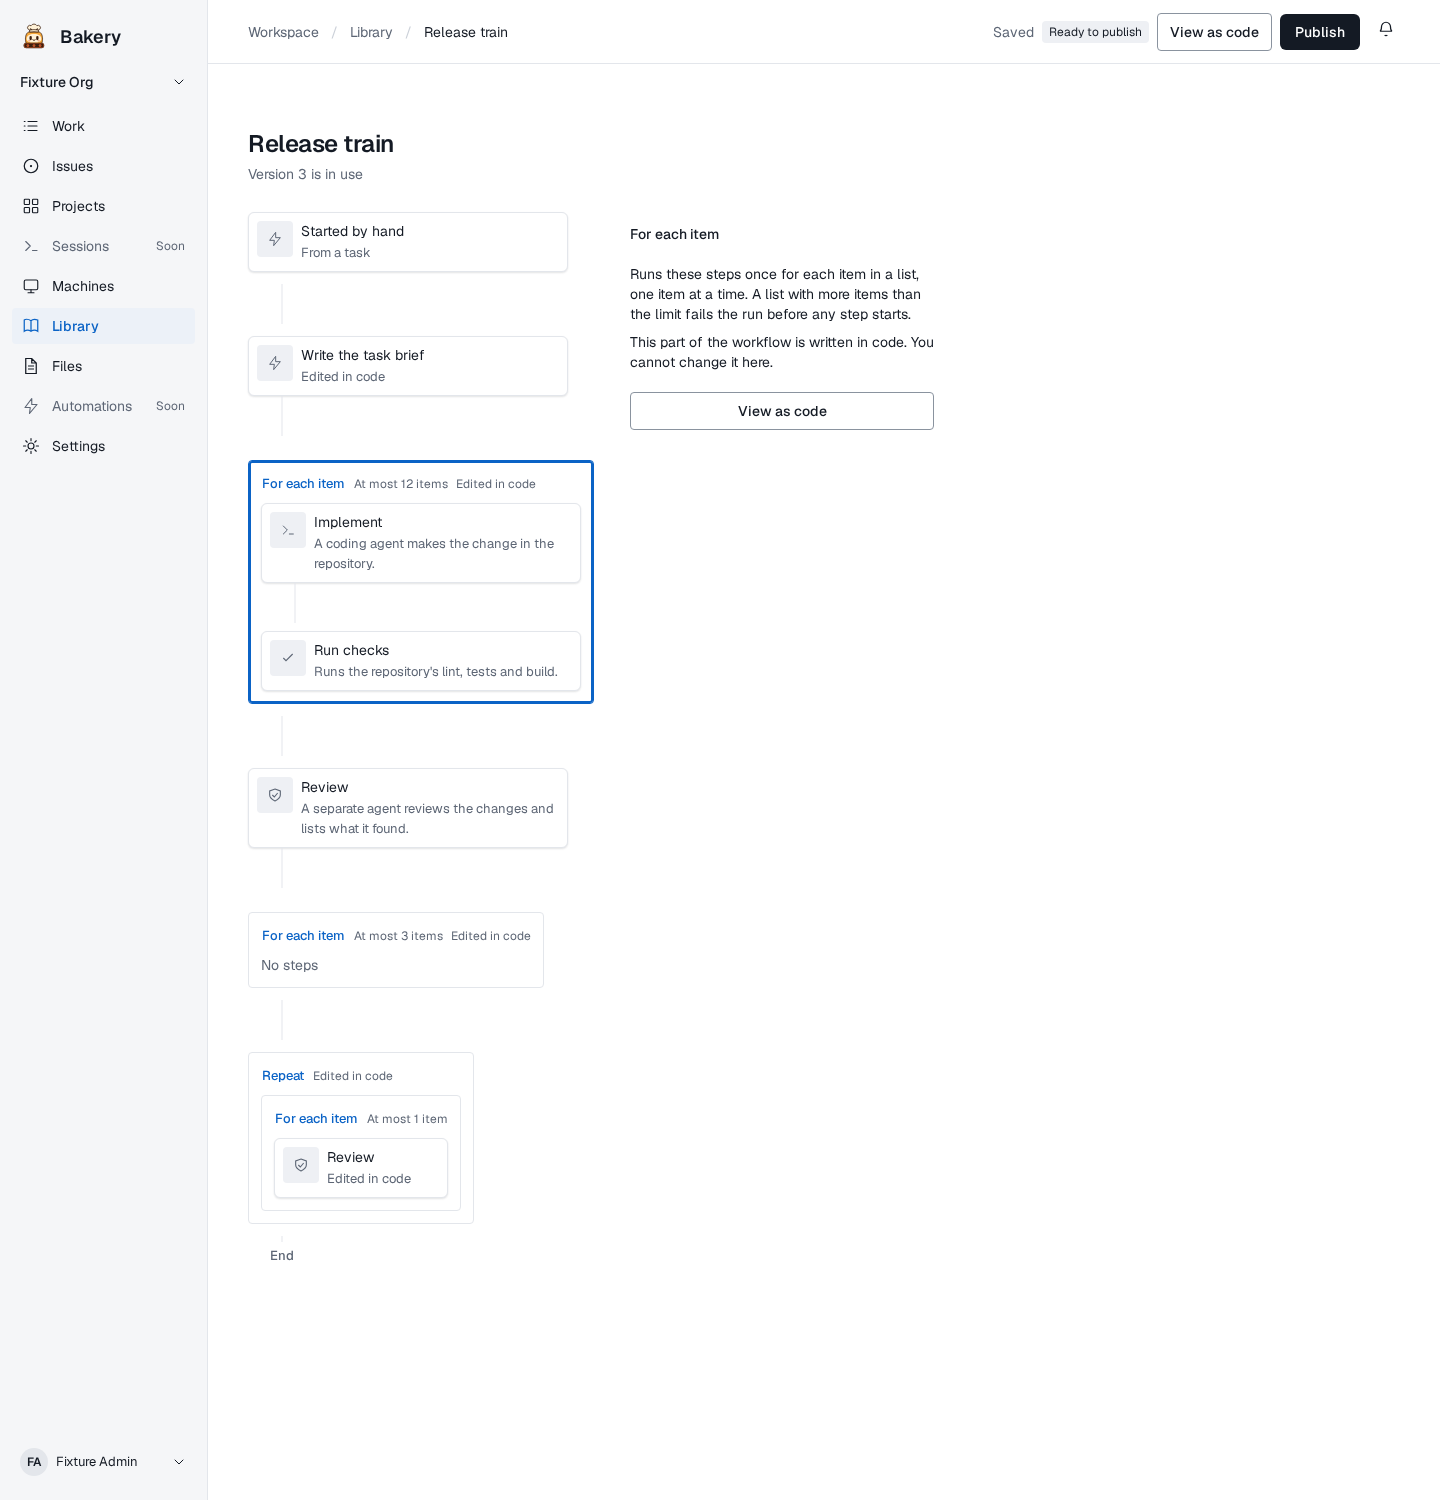 Bakery
Fixture Org
Work
Issues
Projects
Sessions Soon
Machines
Library
Files
Automations Soon
Settings
FA Fixture Admin
Workspace / Library / Release train
Saved Ready to publish View as code Publish
Release train
Version 3 is in use
Started by hand
From a task
Write the task brief
Edited in code
For each item At most 12 items Edited in code
Implement
A coding agent makes the change in the
repository.
Run checks
Runs the repository's lint, tests and build.
Review
A separate agent reviews the changes and
lists what it found.
For each item At most 3 items Edited in code
No steps
Repeat Edited in code
For each item At most 1 item
Review
Edited in code
End
For each item
Runs these steps once for each item in a list,
one item at a time. A list with more items than
the limit fails the run before any step starts.
This part of the workflow is written in code. You
cannot change it here.
View as code